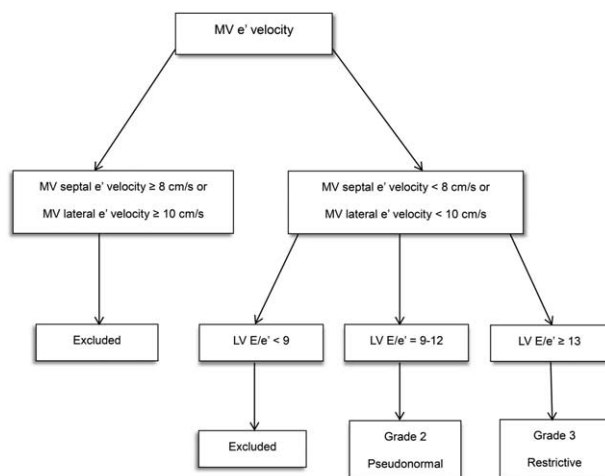 MV e' velocity
MV septal e' velocity ≥ 8 cm/s or
MV lateral e' velocity ≥ 10 cm/s
MV septal e' velocity < 8 cm/s or
MV lateral e' velocity < 10 cm/s
Excluded
LV E/e' < 9
LV E/e' = 9-12
LV E/e' ≥ 13
Excluded
Grade 2
Pseudonormal
Grade 3
Restrictive